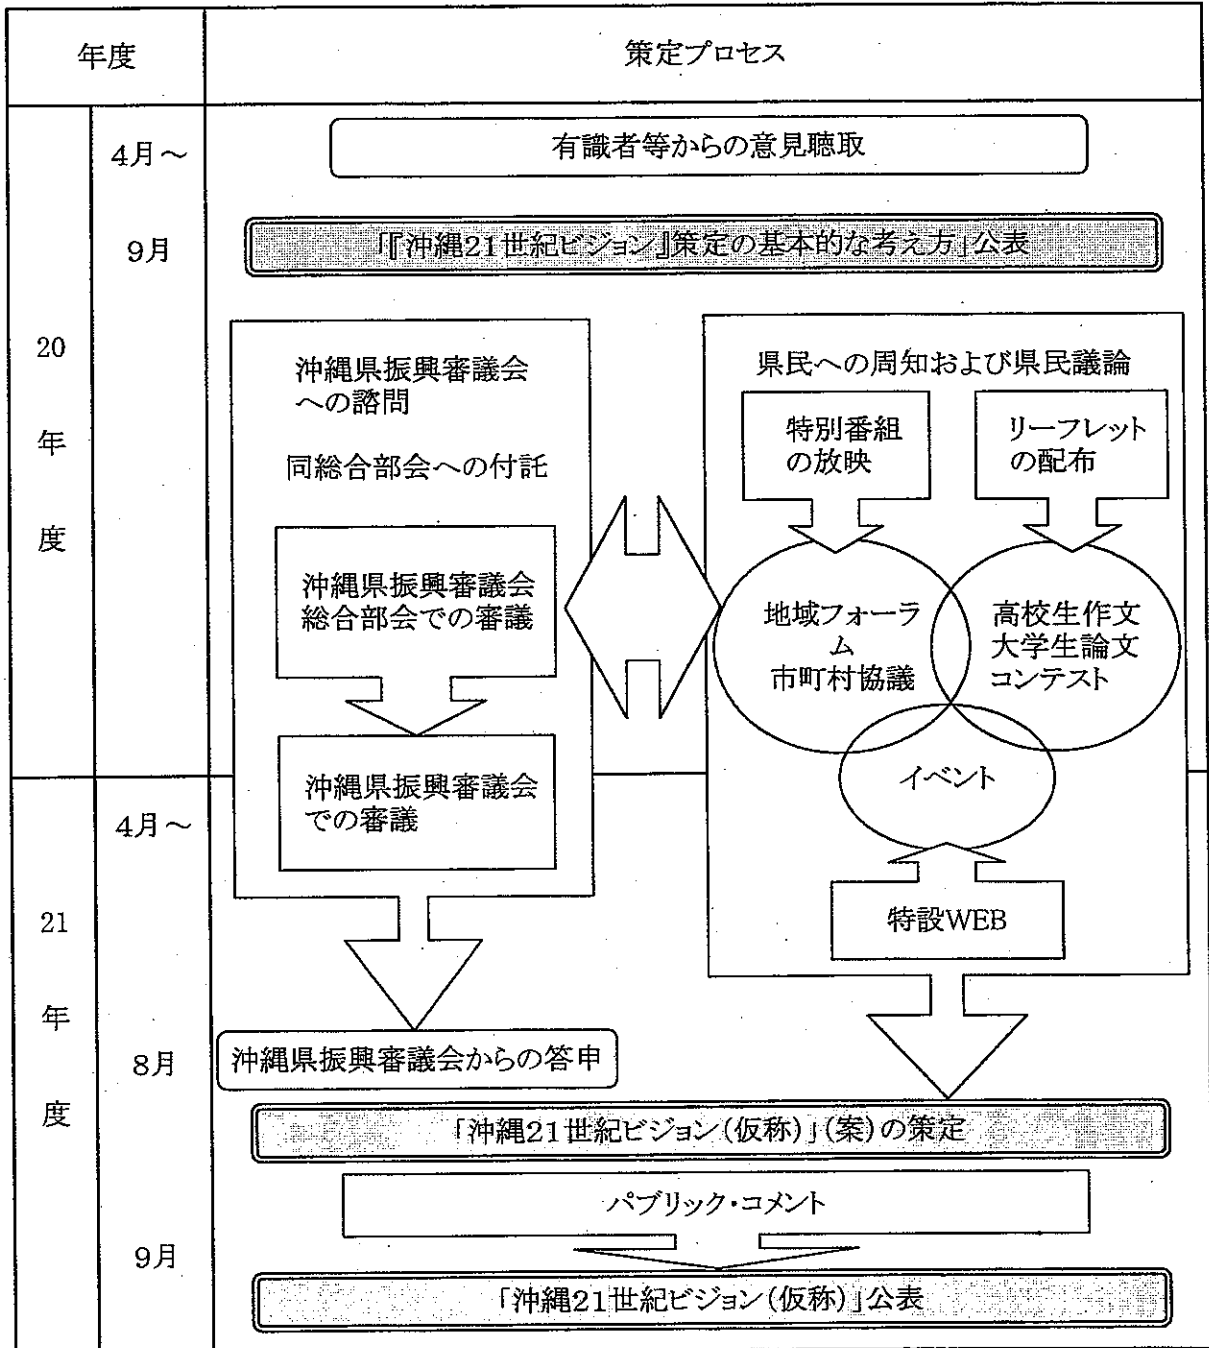 年度
策定プロセス
20
年
度
4月～
有識者等からの意見聴取
9月
「『沖縄21世紀ビジョン』策定の基本的な考え方」公表
沖縄県振興審議会
への諮問
同総合部会への付託
沖縄県振興審議会
総合部会での審議
沖縄県振興審議会
での審議
県民への周知および県民議論
特別番組
の放映
リーフレット
の配布
地域フォーラ
ム
市町村協議
高校生作文
大学生論文
コンテスト
イベント
特設WEB
21
年
度
4月～
8月
沖縄県振興審議会からの答申
「沖縄21世紀ビジョン(仮称)」(案)の策定
パブリック・コメント
9月
「沖縄21世紀ビジョン(仮称)」公表